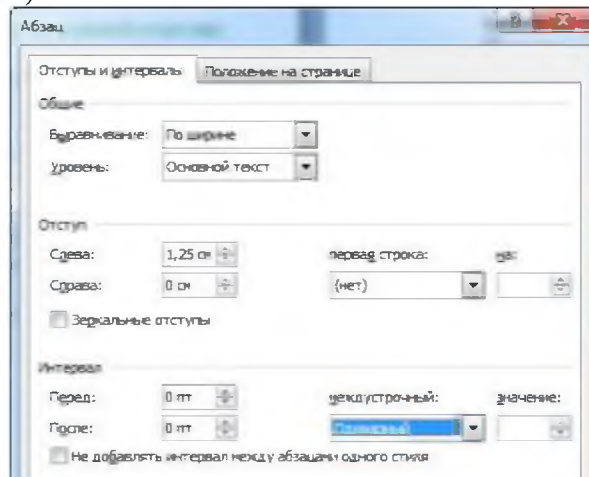 Абзац
Отступы и интервалы Положение на странице
Общие
Выравнивание: По ширине
Уровень: Основной текст
Отступ
Слева: 1,25 см первая строка: на:
Справа: 0 см (нет)
Зеркальные отступы
Интервал
Перед: 0 пт междустрочный: значение:
После: 0 пт
Не добавлять интервал между абзацами одного стиля